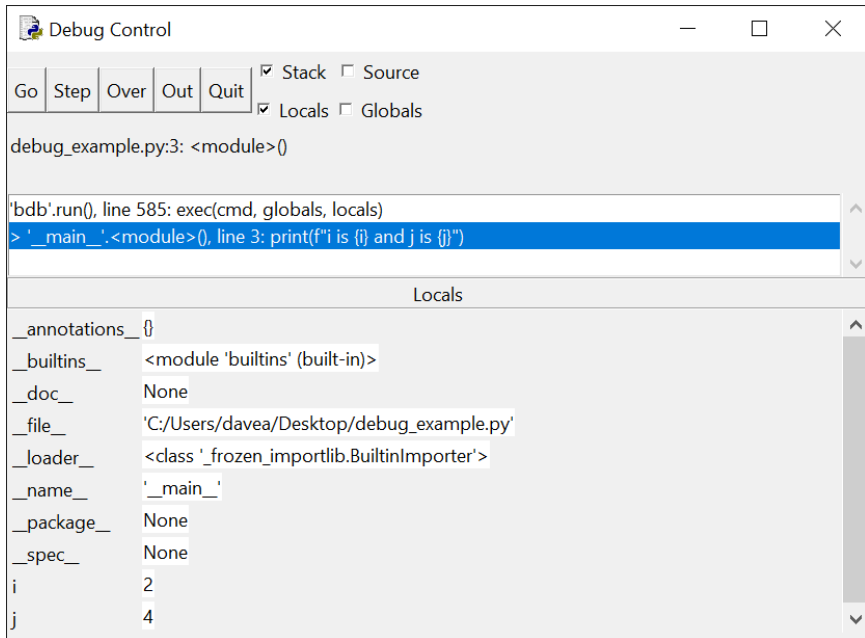 Debug Control
Go Step Over Out Quit
Stack Source
Locals Globals
debug_example.py:3: <module>()
'bdb'.run(), line 585: exec(cmd, globals, locals)
> '__main__'.<module>(), line 3: print(f"i is {i} and j is {j}")
Locals
__annotations__ {}
__builtins__ <module 'builtins' (built-in)>
__doc__ None
__file__ 'C:/Users/davea/Desktop/debug_example.py'
__loader__ <class '_frozen_importlib.BuiltinImporter'>
__name__ '__main__'
__package__ None
__spec__ None
i 2
j 4